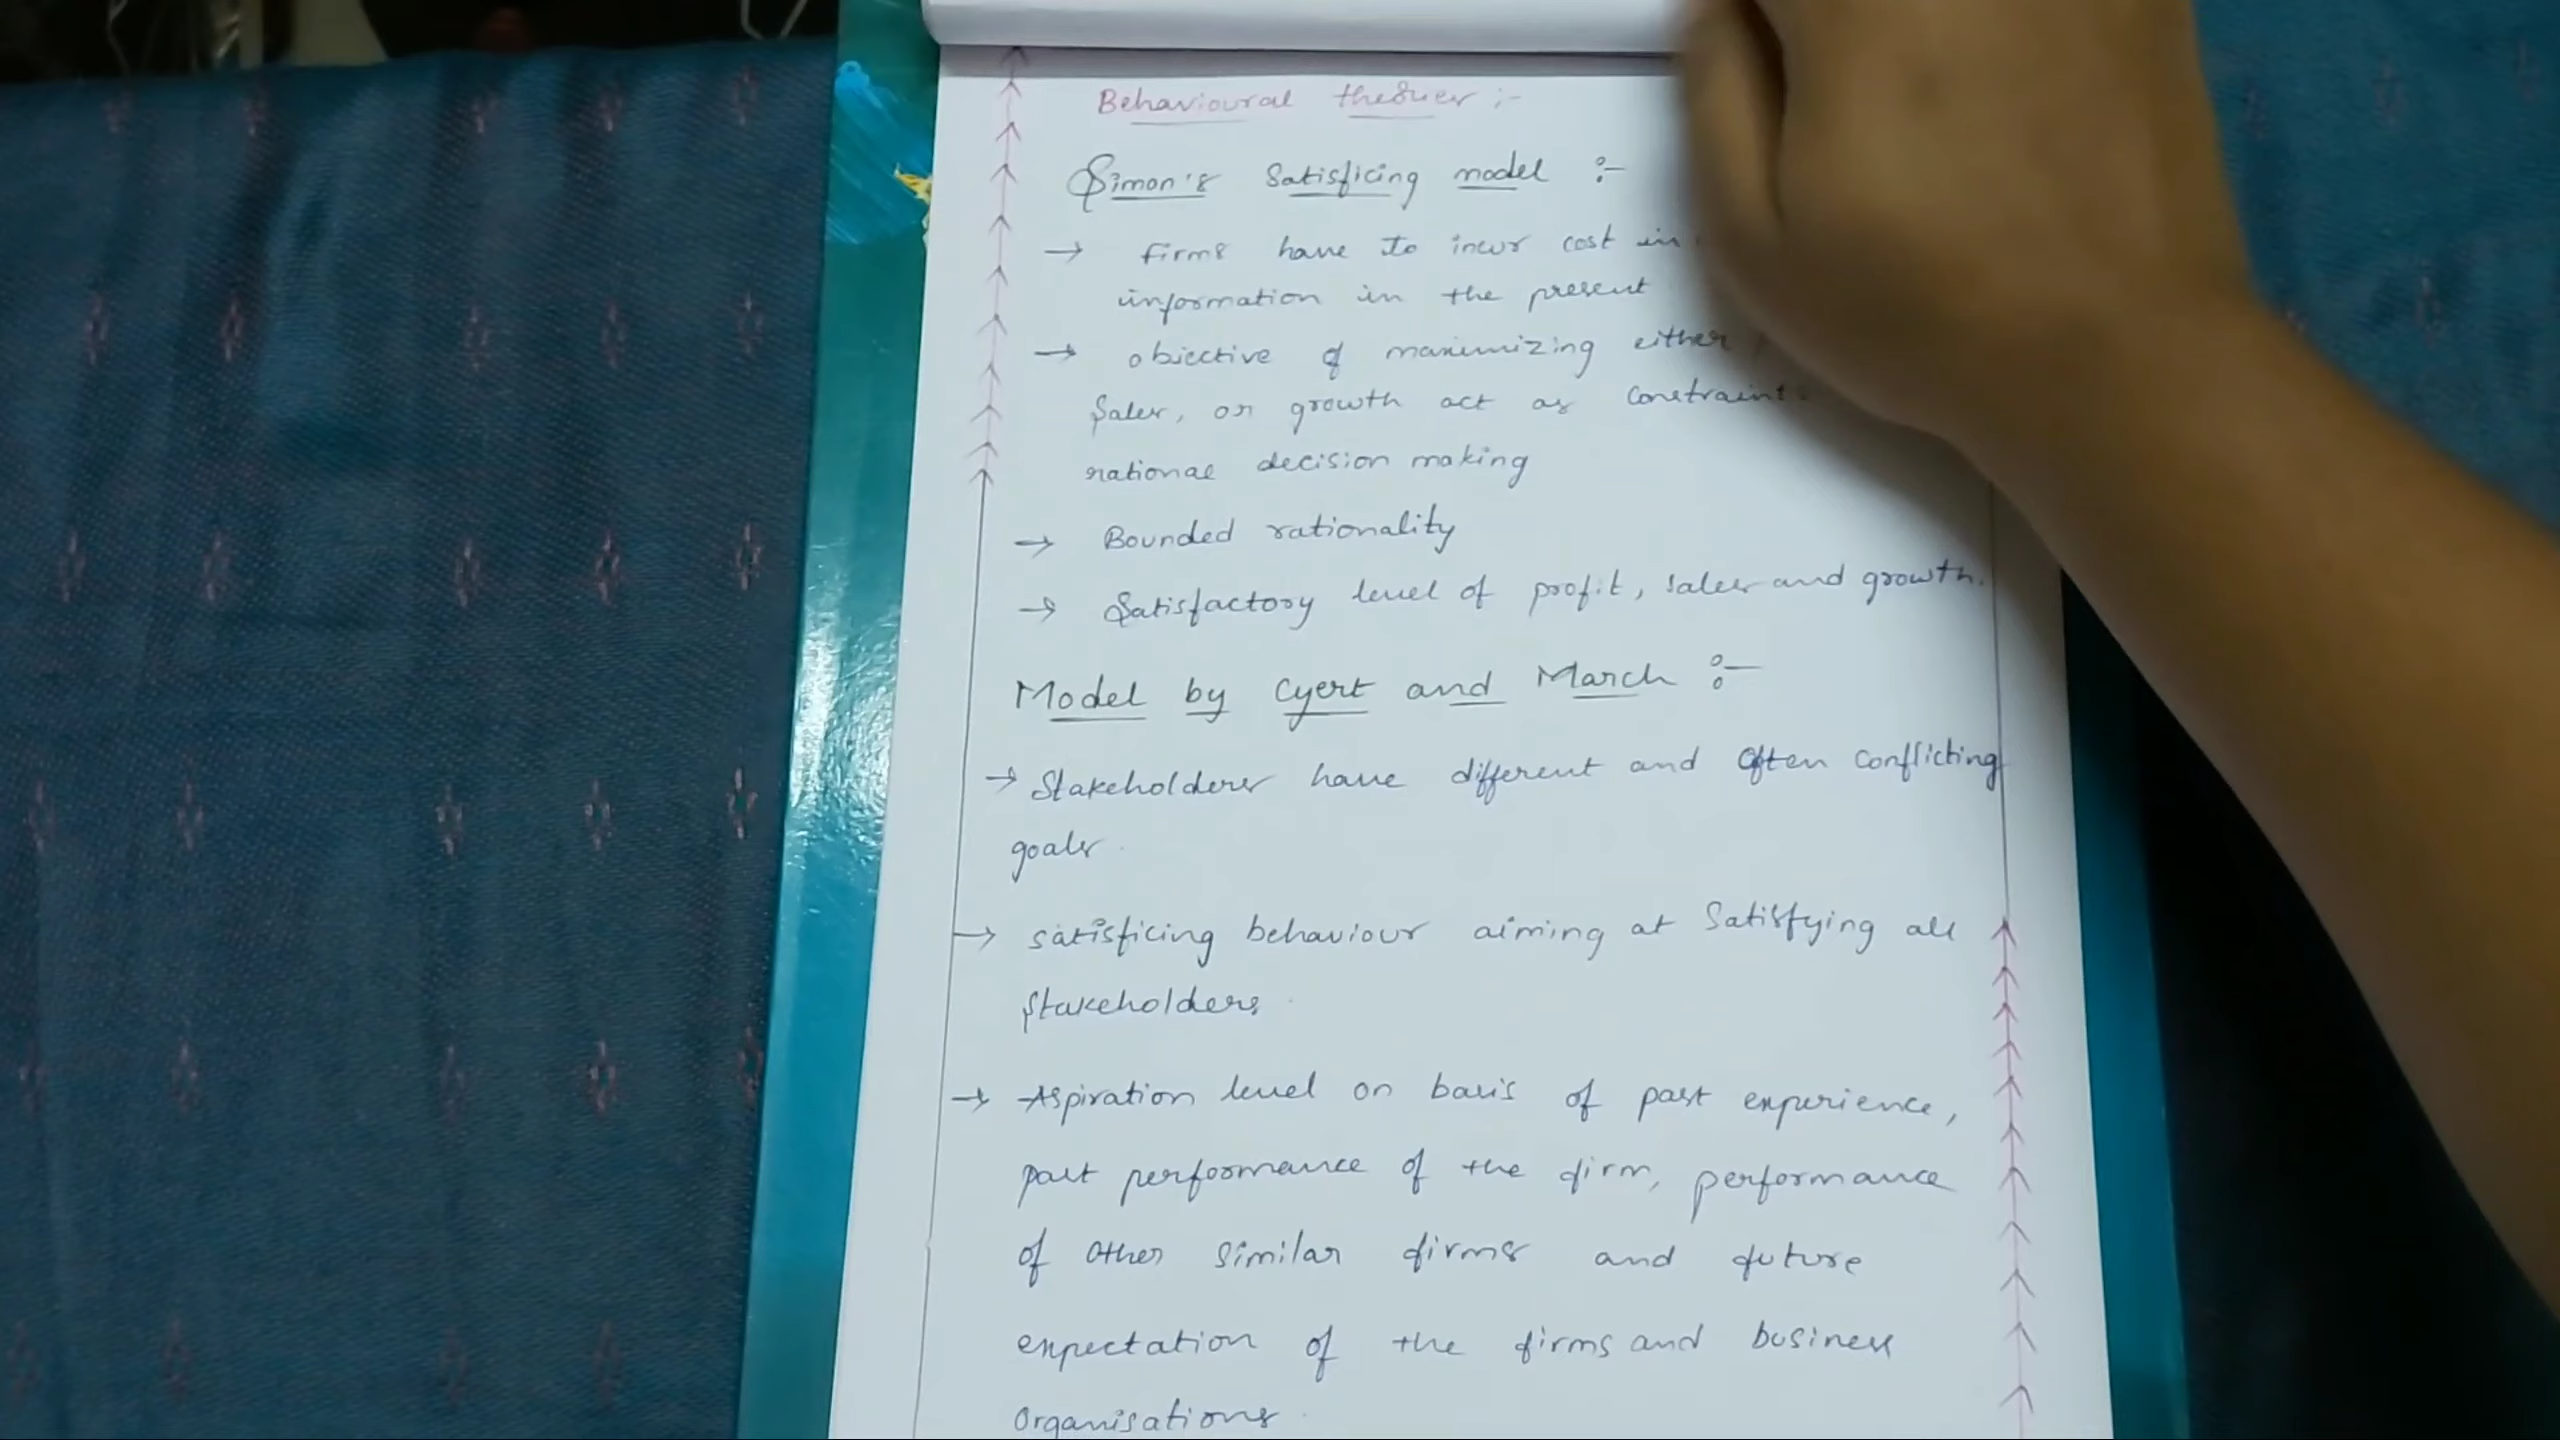 Behavioural theories :-
Simon's Satisficing model :-
→ firms have to incur cost in
information in the present
→ objective of maximizing either
Sales, or growth act as constraint
rational decision making
→ Bounded rationality
→ Satisfactory level of profit, sales and growth.
Model by Cyert and March :-
→ Stakeholders have different and often conflicting
goals.
→ satisficing behaviour aiming at Satisfying all
Stakeholders.
→ Aspiration level on basis of past experience,
past performance of the firm, performance
of other similar firms and future
expectation of the firms and business
Organisations.